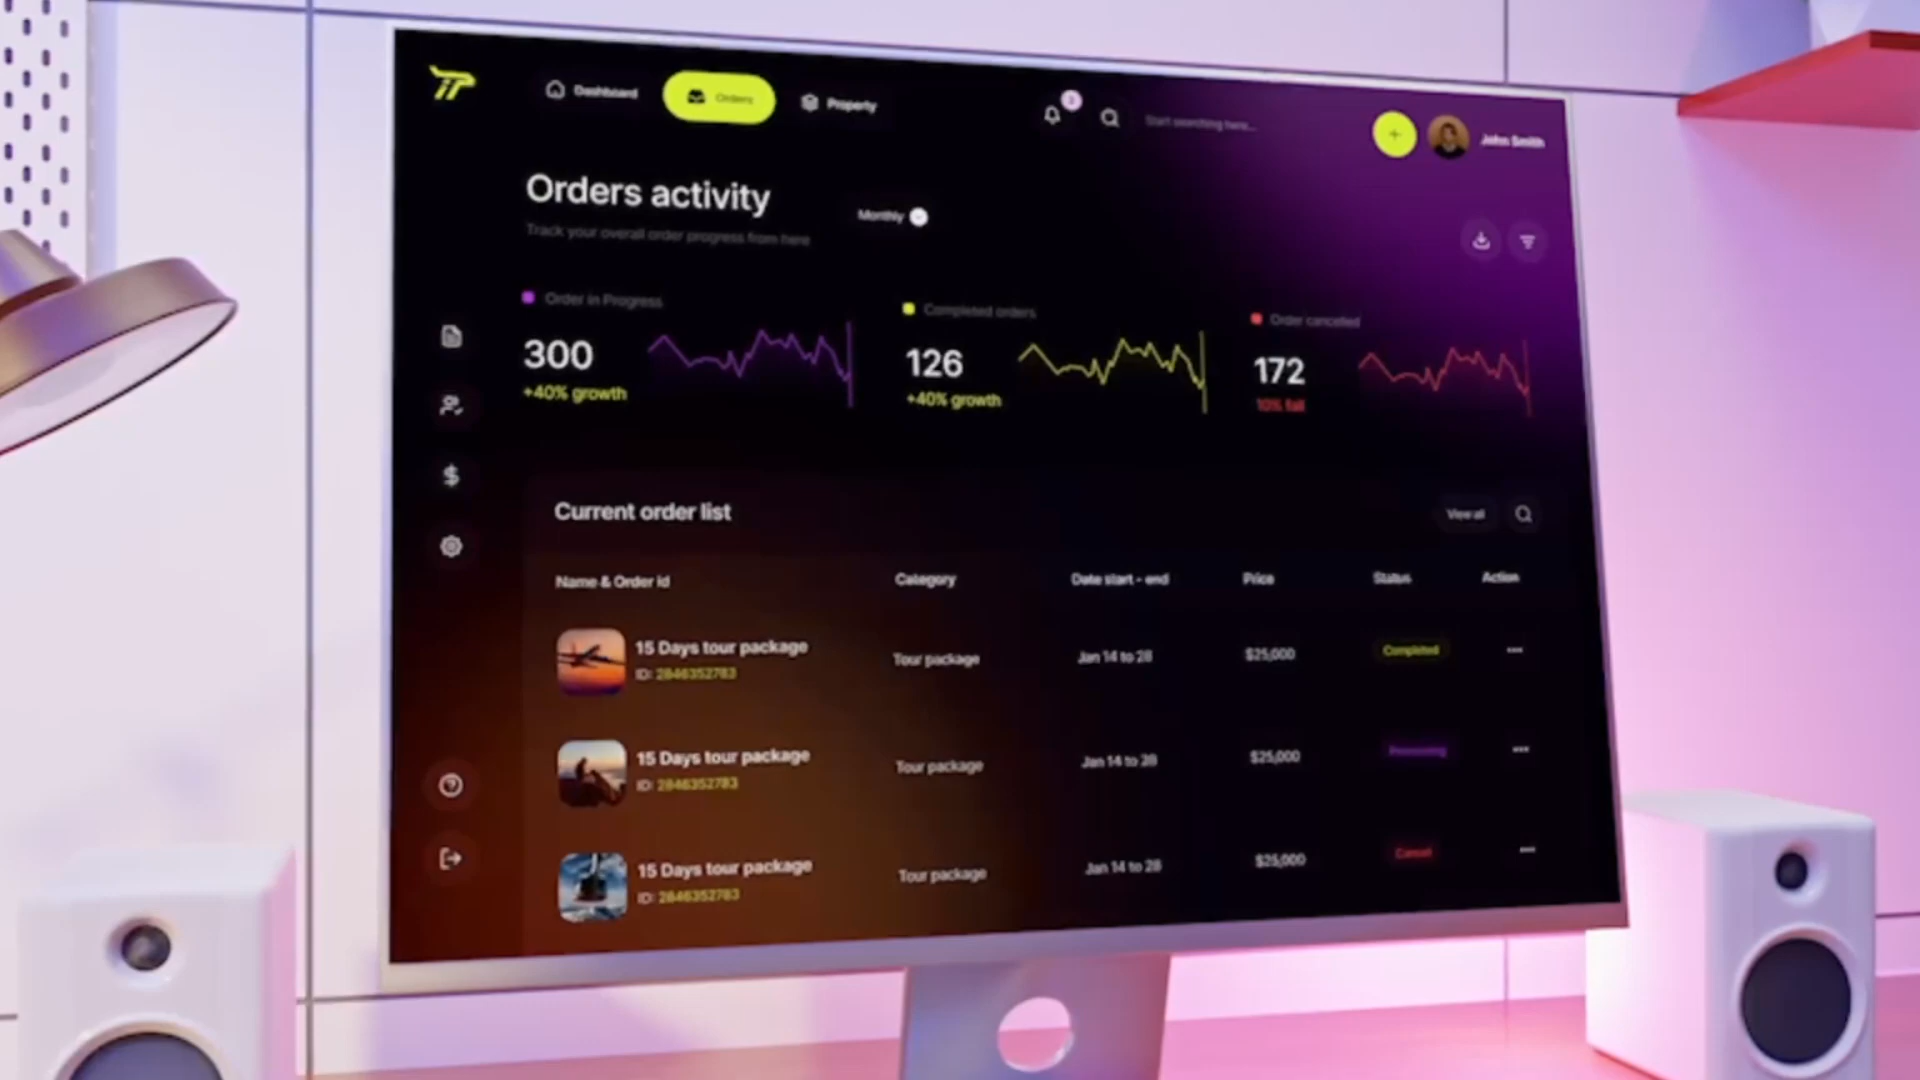 Dashboard
Orders
Property
3
Start searching here...
John Smith
Orders activity
Monthly
Track your overall order progress from here
Order in Progress
300
+40% growth
Completed orders
126
+40% growth
Order cancelled
172
10% fall
Current order list
View all
Name & Order id
Category
Date start - end
Price
Status
Action
15 Days tour package
ID: 2846352783
Tour package
Jan 14 to 28
$25,000
Completed
15 Days tour package
ID: 2846352783
Tour package
Jan 14 to 28
$25,000
Processing
15 Days tour package
ID: 2846352783
Tour package
Jan 14 to 28
$25,000
Cancel